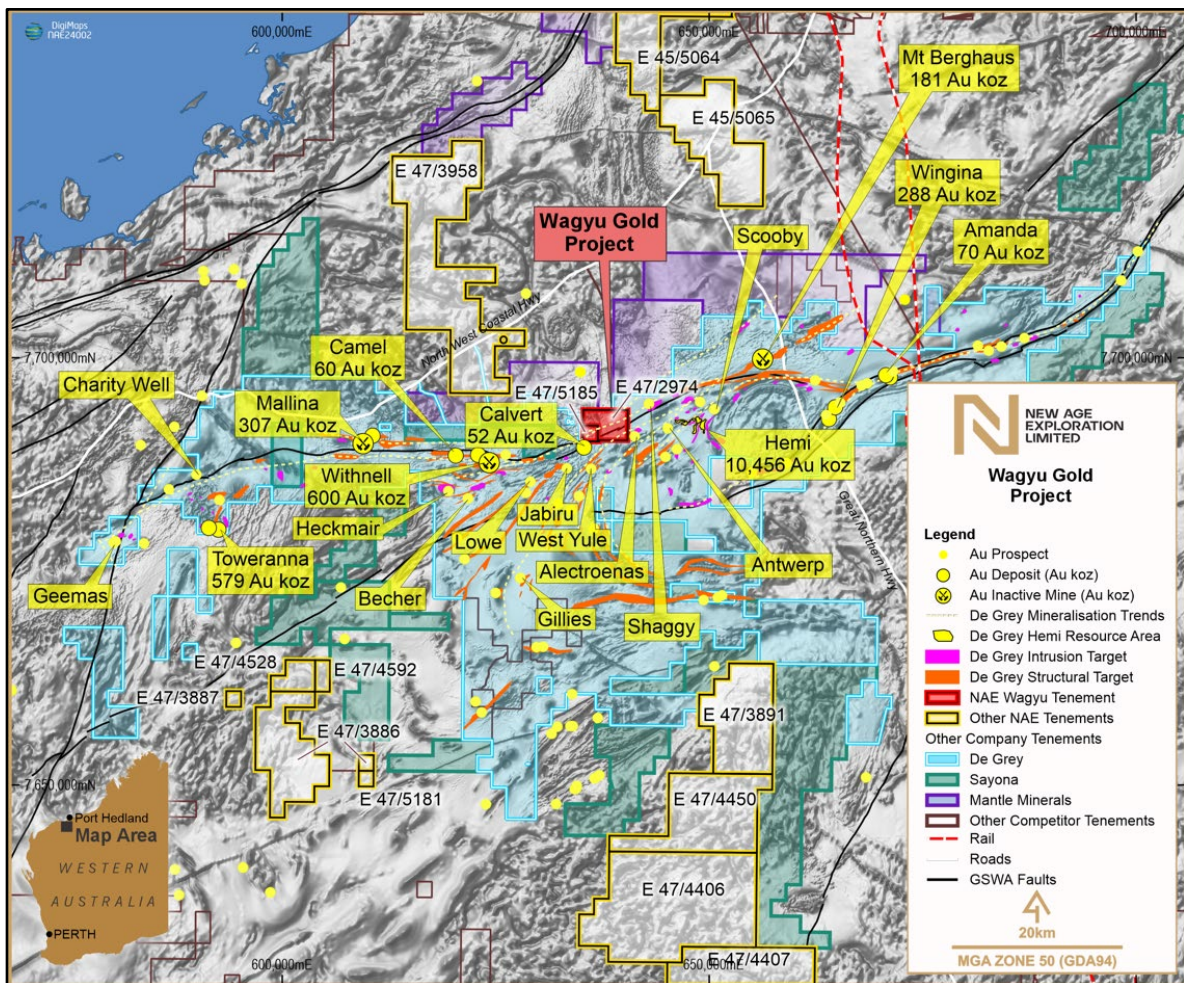 DigiMaps
NAE24002
600,000mE
650,000mE
700,000mE
E 45/5064
Mt Berghaus
181 Au koz
E 45/5065
E 47/3958
Wingina
288 Au koz
Wagyu Gold
Project
Scooby
Amanda
70 Au koz
North West Coastal Hwy
7,700,000mN
7,700,000mN
Camel
60 Au koz
Charity Well
E 47/5185
E 47/2974
Mallina
307 Au koz
Calvert
52 Au koz
Hemi
10,456 Au koz
Withnell
600 Au koz
Heckmair
Jabiru
Great Northern Hwy
Lowe
West Yule
Toweranna
579 Au koz
Alectroenas
Antwerp
Geemas
Becher
Gillies
Shaggy
E 47/4528
E 47/4592
E 47/3887
E 47/3891
E 47/3886
7,650,000mN
E 47/5181
E 47/4450
E 47/4406
E 47/4407
600,000mE
650,000mE
Port Hedland
Map Area
WESTERN
AUSTRALIA
PERTH
NEW AGE
EXPLORATION
LIMITED
Wagyu Gold
Project
Legend
Au Prospect
Au Deposit (Au koz)
Au Inactive Mine (Au koz)
De Grey Mineralisation Trends
De Grey Hemi Resource Area
De Grey Intrusion Target
De Grey Structural Target
NAE Wagyu Tenement
Other NAE Tenements
Other Company Tenements
De Grey
Sayona
Mantle Minerals
Other Competitor Tenements
Rail
Roads
GSWA Faults
20km
MGA ZONE 50 (GDA94)